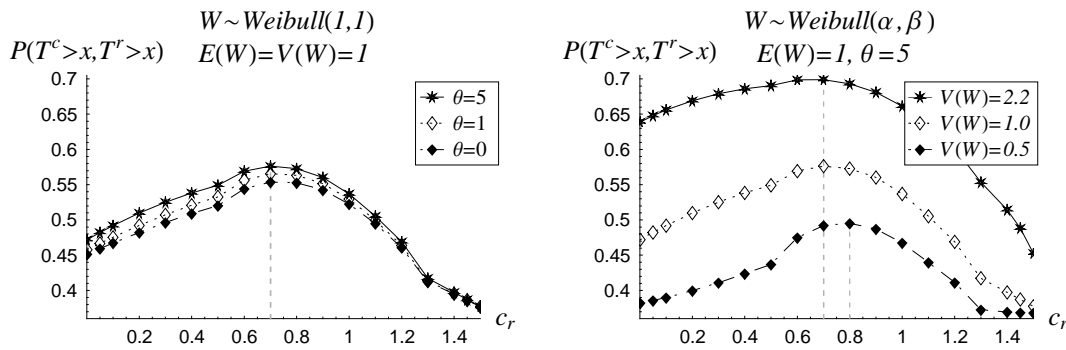 W~Weibull(1,1)
P(T^c>x,T^r>x) E(W)=V(W)=1
0.7
0.65
0.6
0.55
0.5
0.45
0.4
θ=5
θ=1
θ=0
0.2 0.4 0.6 0.8 1 1.2 1.4 c_r
W~Weibull(α,β)
P(T^c>x,T^r>x) E(W)=1, θ=5
0.7
0.65
0.6
0.55
0.5
0.45
0.4
V(W)=2.2
V(W)=1.0
V(W)=0.5
0.2 0.4 0.6 0.8 1 1.2 1.4 c_r